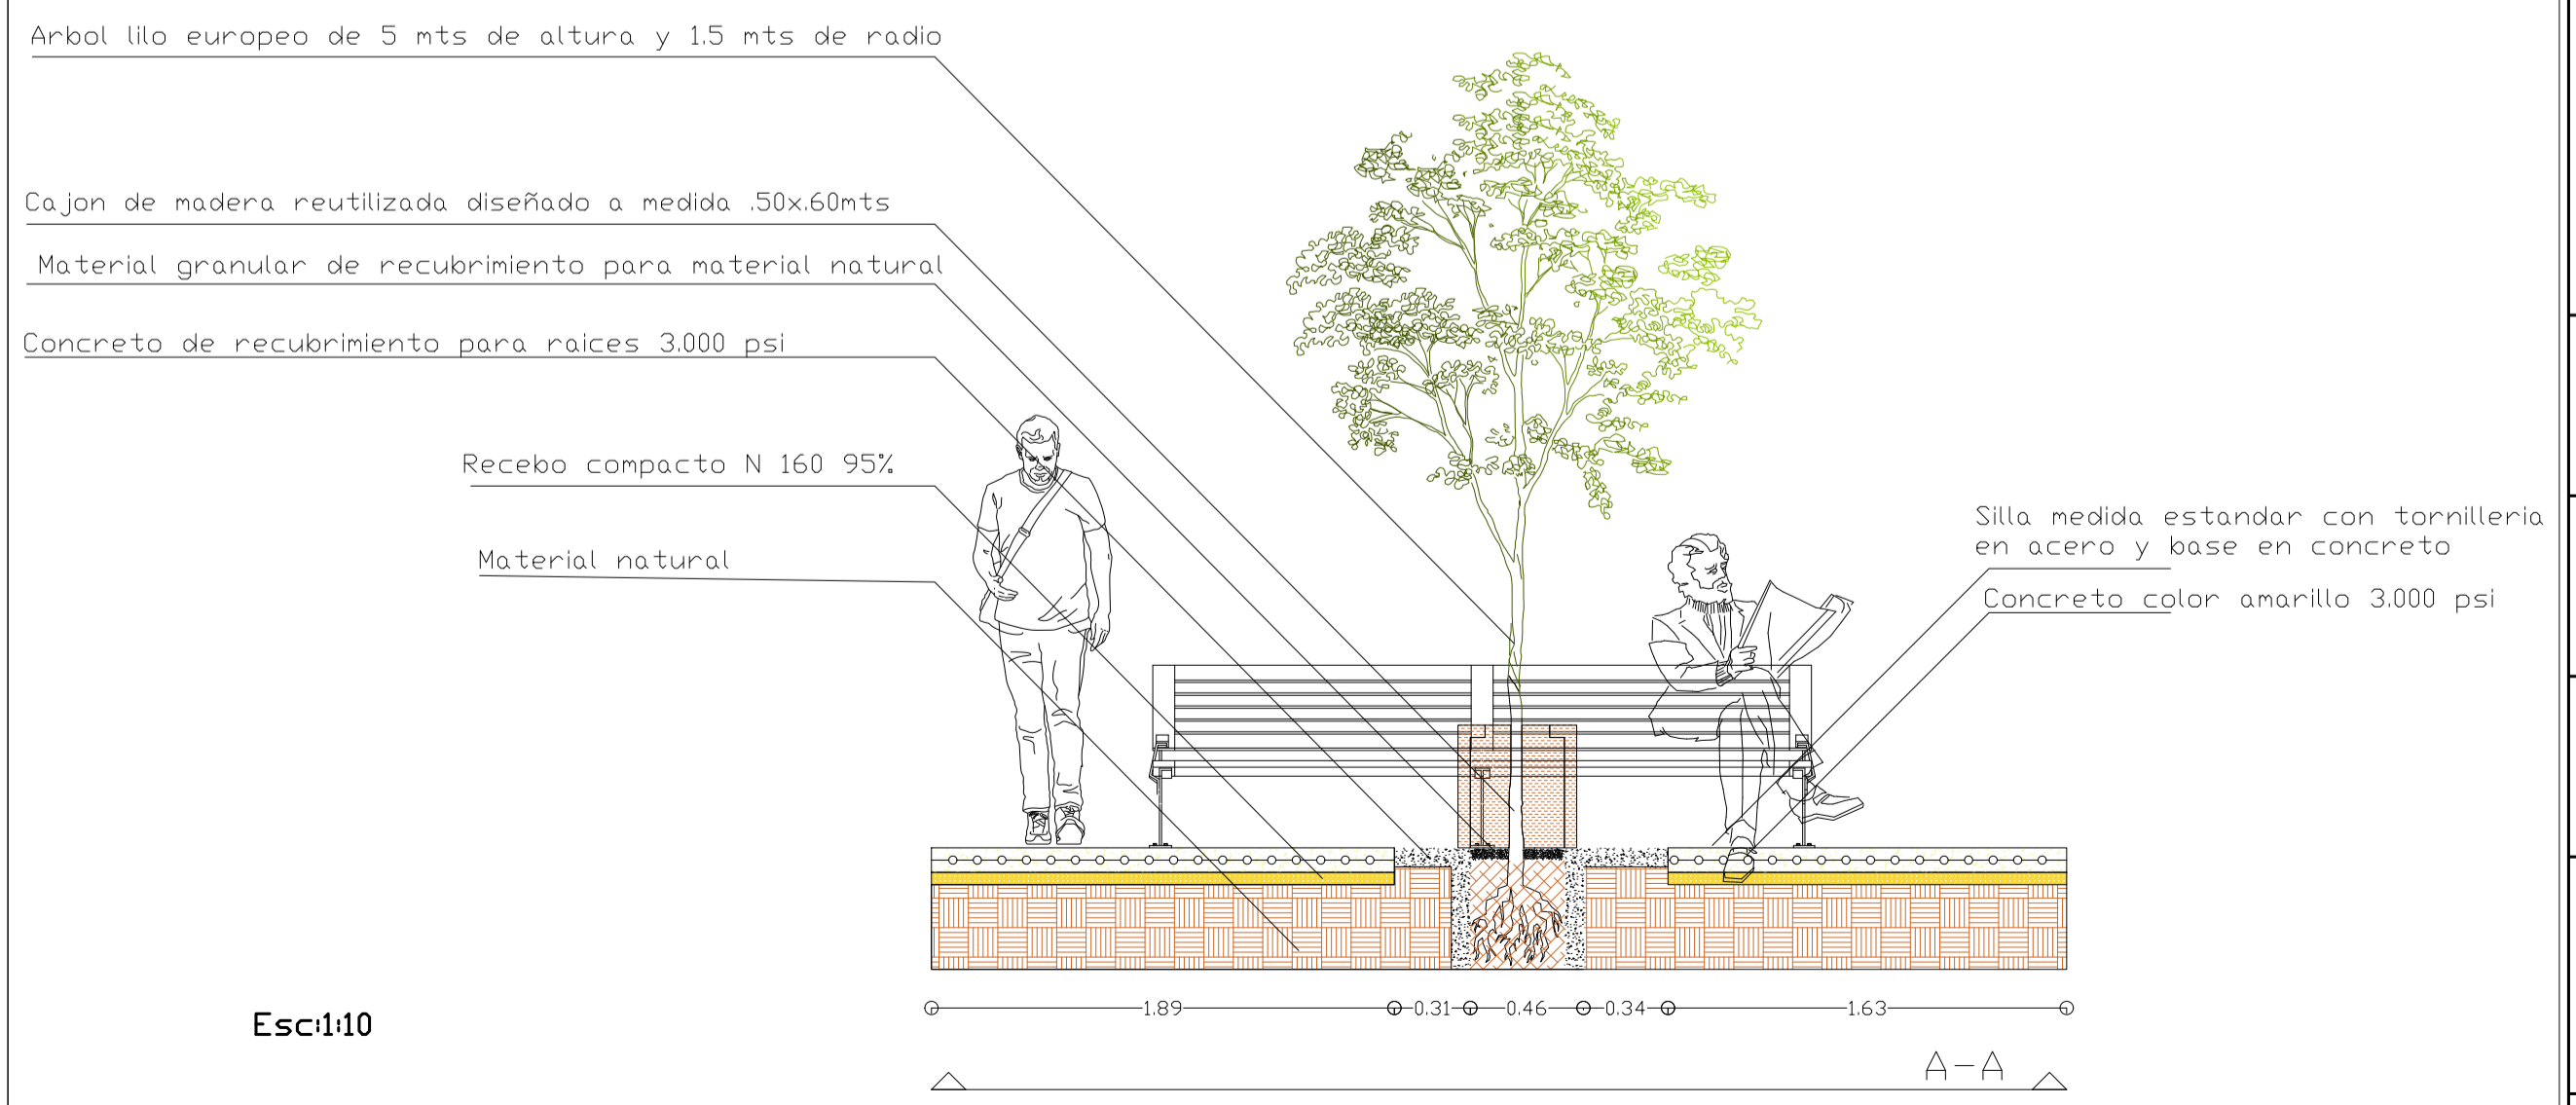 Arbol lilo europeo de 5 mts de altura y 1.5 mts de radio
Cajon de madera reutilizada diseñado a medida .50x.60mts
Material granular de recubrimiento para material natural
Concreto de recubrimiento para raices 3.000 psi
Recebo compacto N 160 95%
Material natural
Silla medida estandar con tornilleria
en acero y base en concreto
Concreto color amarillo 3.000 psi
1.89 0.31 0.46 0.34 1.63
Esc:1:10
A-A